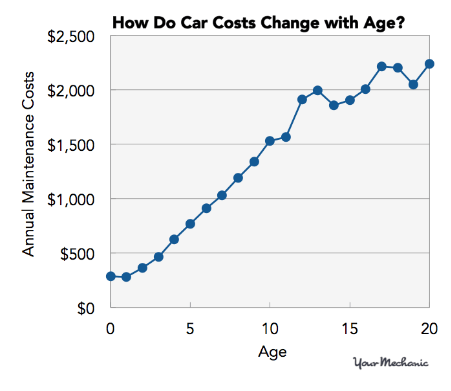 How Do Car Costs Change with Age?
$2,500
$2,000
$1,500
$1,000
$500
$0
Annual Maintenance Costs
0 5 10 15 20
Age
YourMechanic